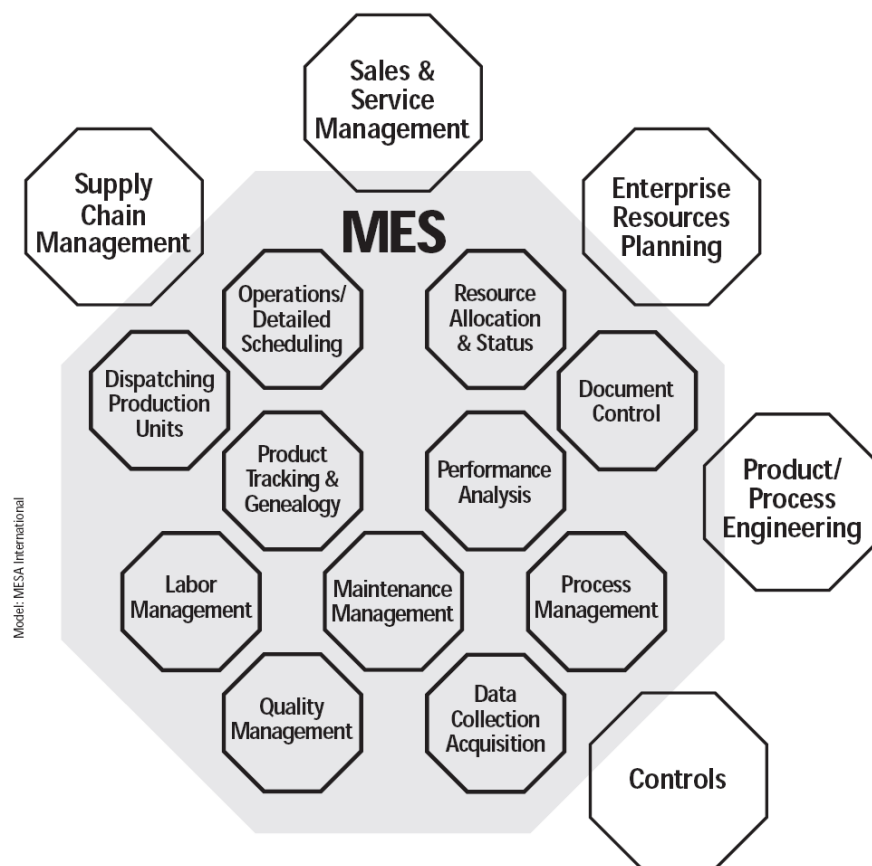 Sales &
Service
Management
Supply
Chain
Management
Enterprise
Resources
Planning
MES
Operations/
Detailed
Scheduling
Resource
Allocation
& Status
Dispatching
Production
Units
Document
Control
Product
Tracking &
Genealogy
Performance
Analysis
Product/
Process
Engineering
Labor
Management
Maintenance
Management
Process
Management
Quality
Management
Data
Collection
Acquisition
Controls
Model: MESA International